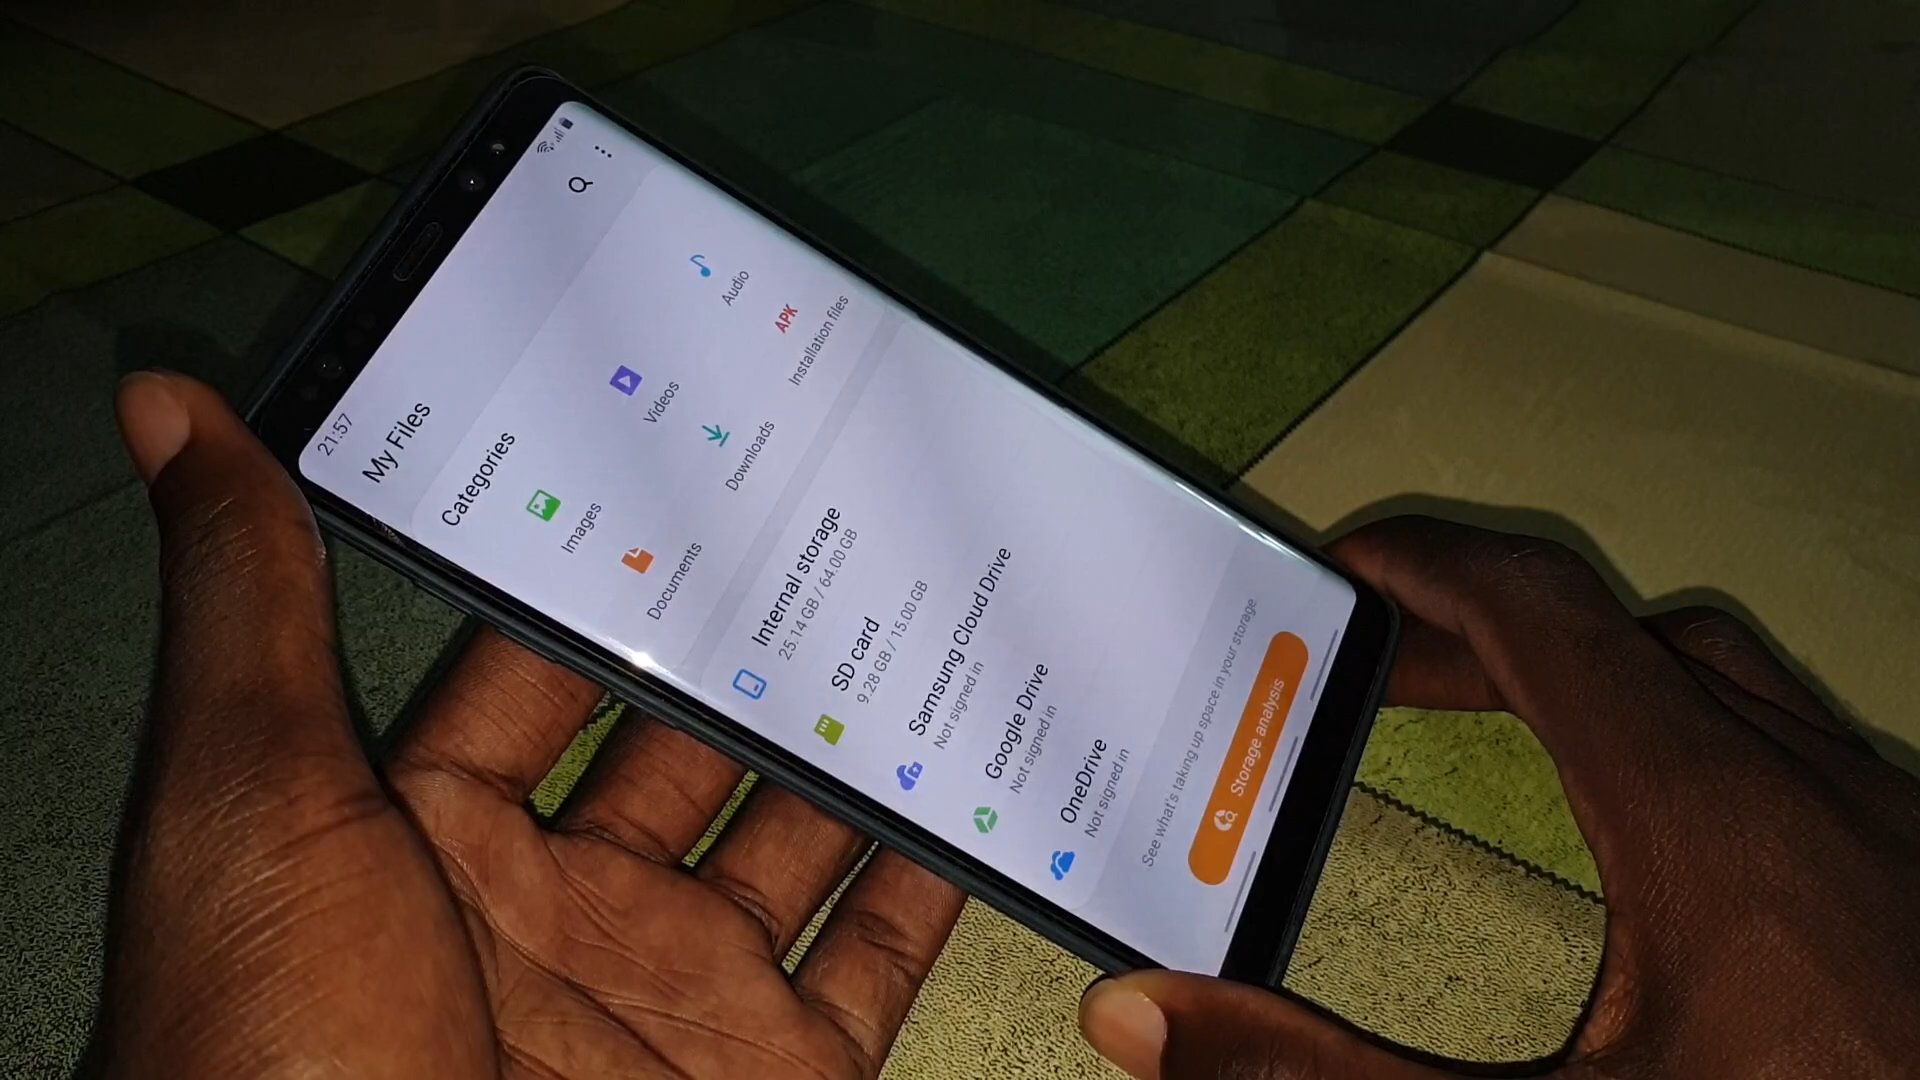 21:57
My Files
Categories
Images
Videos
Audio
Documents
Downloads
APK
Installation files
Internal storage
25.14 GB / 64.00 GB
SD card
9.28 GB / 15.00 GB
Samsung Cloud Drive
Not signed in
Google Drive
Not signed in
OneDrive
Not signed in
See what's taking up space in your storage.
Storage analysis